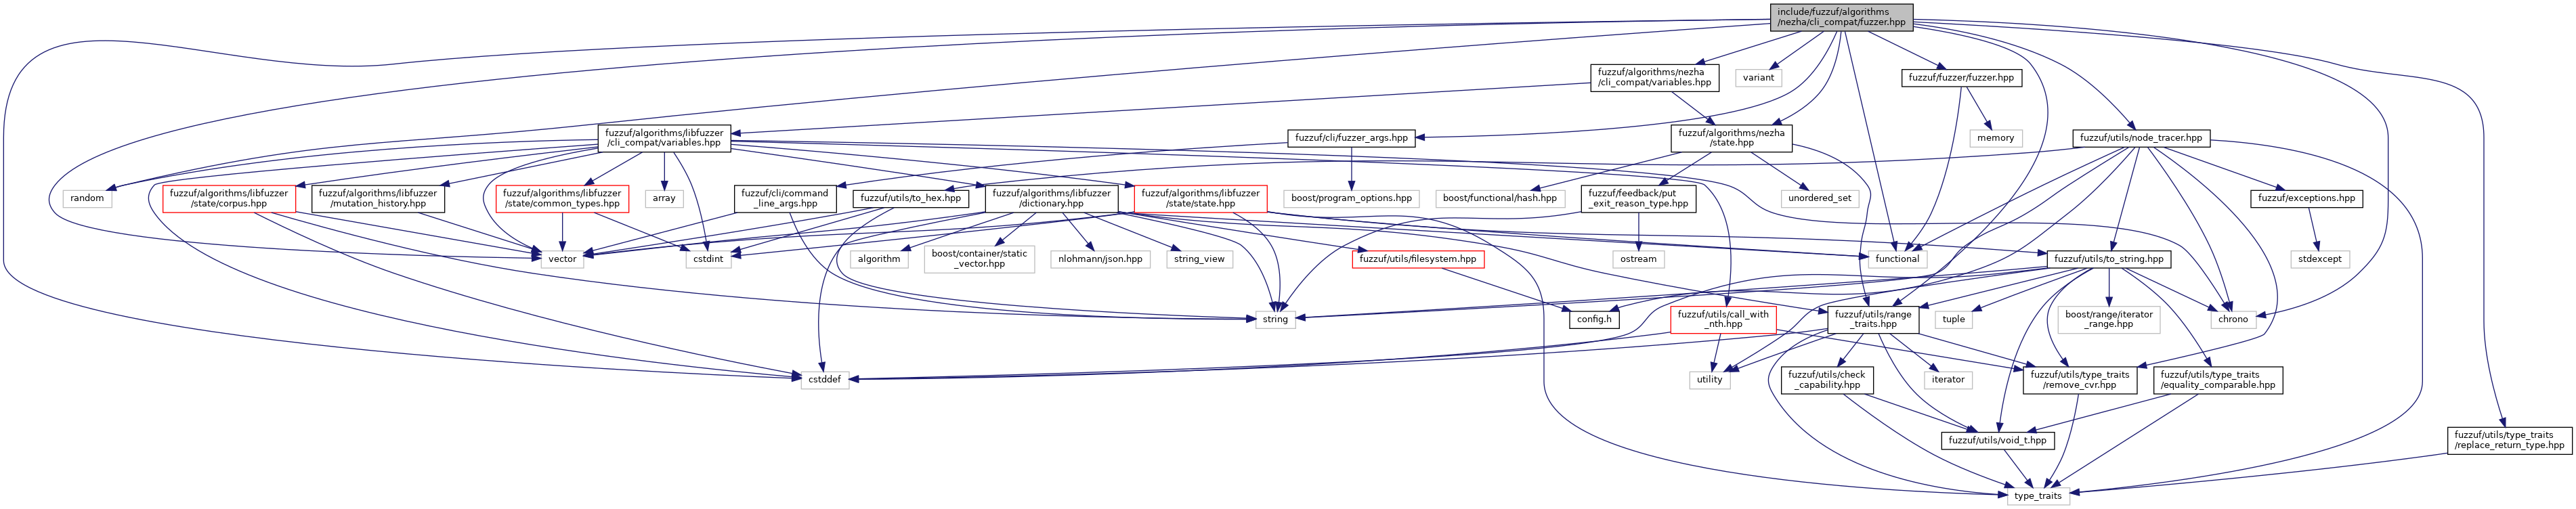 include/fuzzuf/algorithms
/nezha/cli_compat/fuzzer.hpp
fuzzuf/algorithms/nezha
/cli_compat/variables.hpp
variant
fuzzuf/fuzzer/fuzzer.hpp
fuzzuf/algorithms/libfuzzer
/cli_compat/variables.hpp
fuzzuf/cli/fuzzer_args.hpp
fuzzuf/algorithms/nezha
/state.hpp
memory
fuzzuf/utils/node_tracer.hpp
random
fuzzuf/algorithms/libfuzzer
/state/corpus.hpp
fuzzuf/algorithms/libfuzzer
/mutation_history.hpp
fuzzuf/algorithms/libfuzzer
/state/common_types.hpp
array
fuzzuf/cli/command
_line_args.hpp
fuzzuf/utils/to_hex.hpp
fuzzuf/algorithms/libfuzzer
/dictionary.hpp
fuzzuf/algorithms/libfuzzer
/state/state.hpp
boost/program_options.hpp
boost/functional/hash.hpp
fuzzuf/feedback/put
_exit_reason_type.hpp
unordered_set
fuzzuf/exceptions.hpp
vector
cstdint
algorithm
boost/container/static
_vector.hpp
nlohmann/json.hpp
string_view
fuzzuf/utils/filesystem.hpp
ostream
functional
fuzzuf/utils/to_string.hpp
stdexcept
string
config.h
fuzzuf/utils/call_with
_nth.hpp
fuzzuf/utils/range
_traits.hpp
tuple
boost/range/iterator
_range.hpp
chrono
cstddef
utility
fuzzuf/utils/check
_capability.hpp
iterator
fuzzuf/utils/type_traits
/remove_cvr.hpp
fuzzuf/utils/type_traits
/equality_comparable.hpp
fuzzuf/utils/void_t.hpp
fuzzuf/utils/type_traits
/replace_return_type.hpp
type_traits